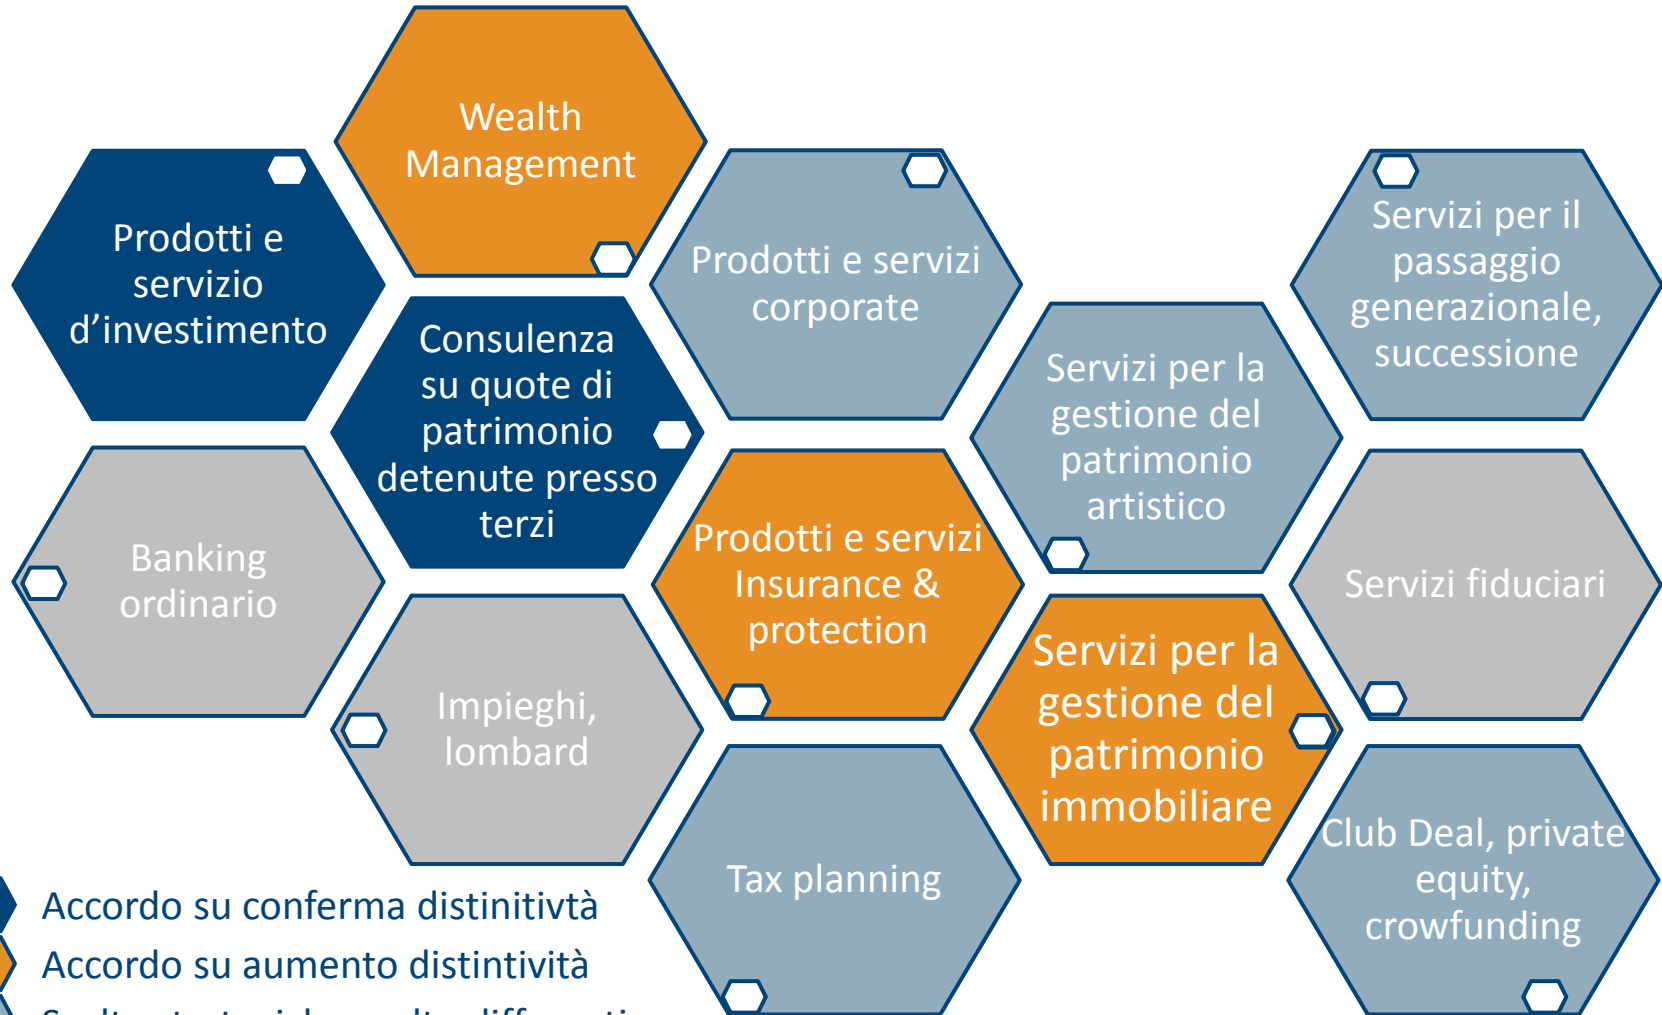 Wealth
Management
Prodotti e
servizio
d’investimento
Prodotti e servizi
corporate
Servizi per il
passaggio
generazionale,
successione
Consulenza
su quote di
patrimonio
detenute presso
terzi
Servizi per la
gestione del
patrimonio
artistico
Banking
ordinario
Prodotti e servizi
Insurance &
protection
Servizi fiduciari
Impieghi,
lombard
Servizi per la
gestione del
patrimonio
immobiliare
Tax planning
Club Deal, private
equity,
crowfunding
Accordo su conferma distinitivtà
Accordo su aumento distintività